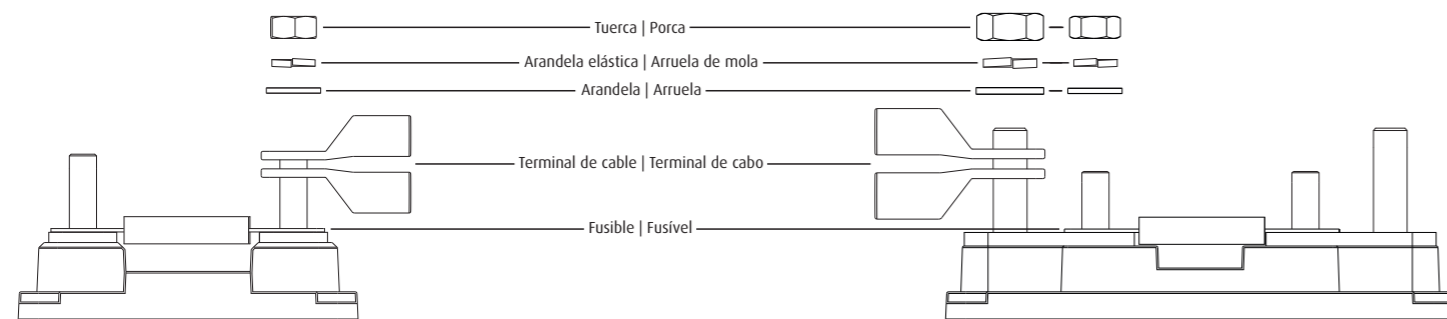 Tuerca | Porca
Arandela elástica | Arruela de mola
Arandela | Arruela
Terminal de cable | Terminal de cabo
Fusible | Fusível